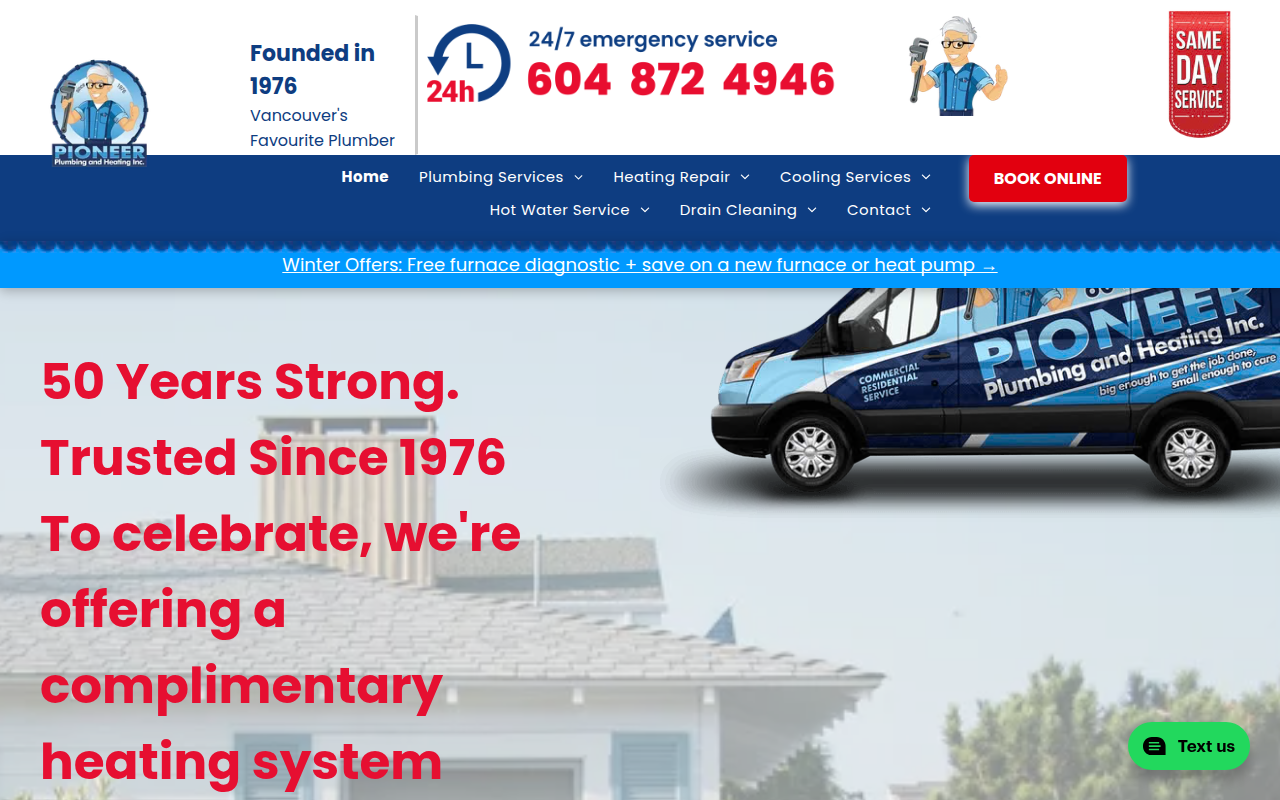 PIONEER
Plumbing and Heating Inc.
Founded in
1976
Vancouver's
Favourite Plumber
24h
24/7 emergency service
604 872 4946
SAME
DAY
SERVICE
Home
Plumbing Services
Heating Repair
Cooling Services
BOOK ONLINE
Hot Water Service
Drain Cleaning
Contact
Winter Offers: Free furnace diagnostic + save on a new furnace or heat pump →
PIONEER
Plumbing and Heating Inc.
COMMERCIAL
RESIDENTIAL
SERVICE
big enough to get the job done,
small enough to care
50 Years Strong.
Trusted Since 1976
To celebrate, we're
offering a
complimentary
heating system
Text us